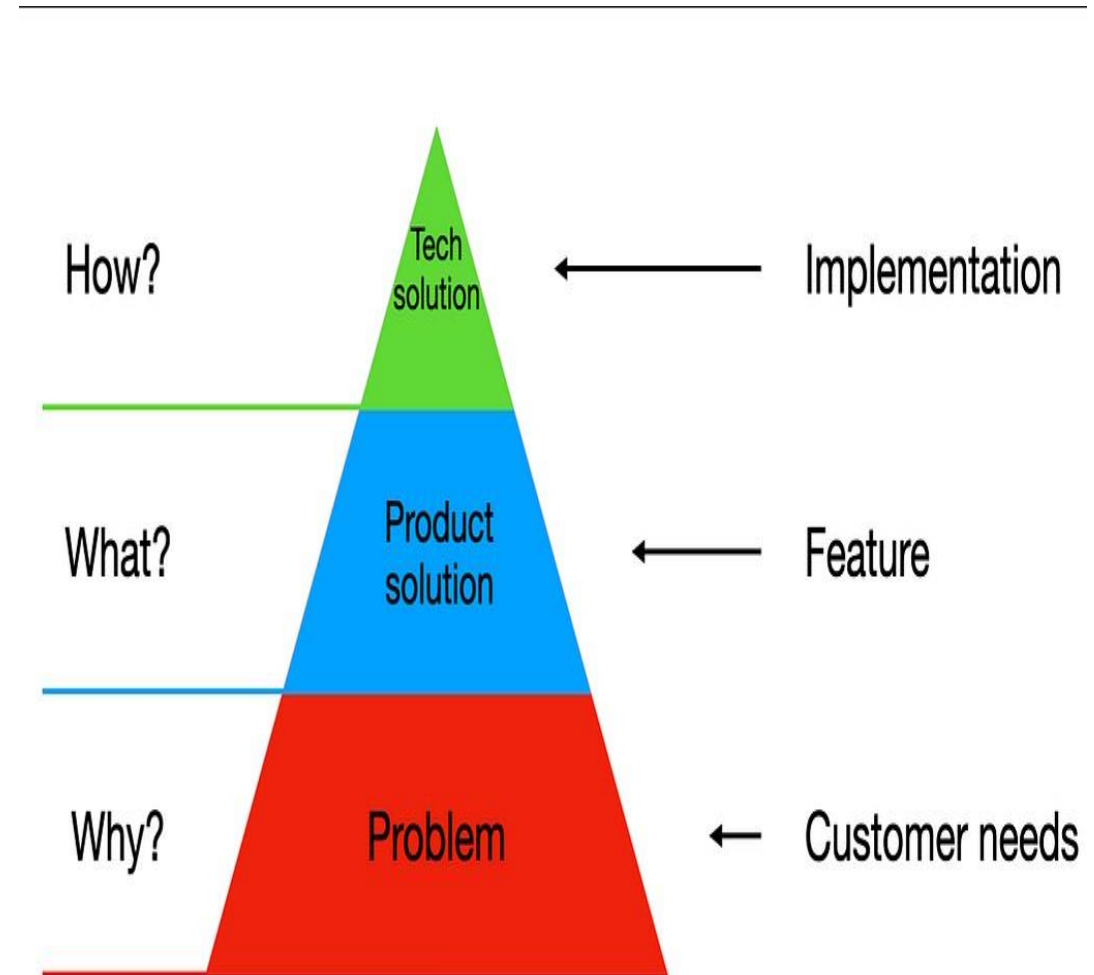 How?
Tech
solution
Implementation
What?
Product
solution
Feature
Why?
Problem
Customer needs